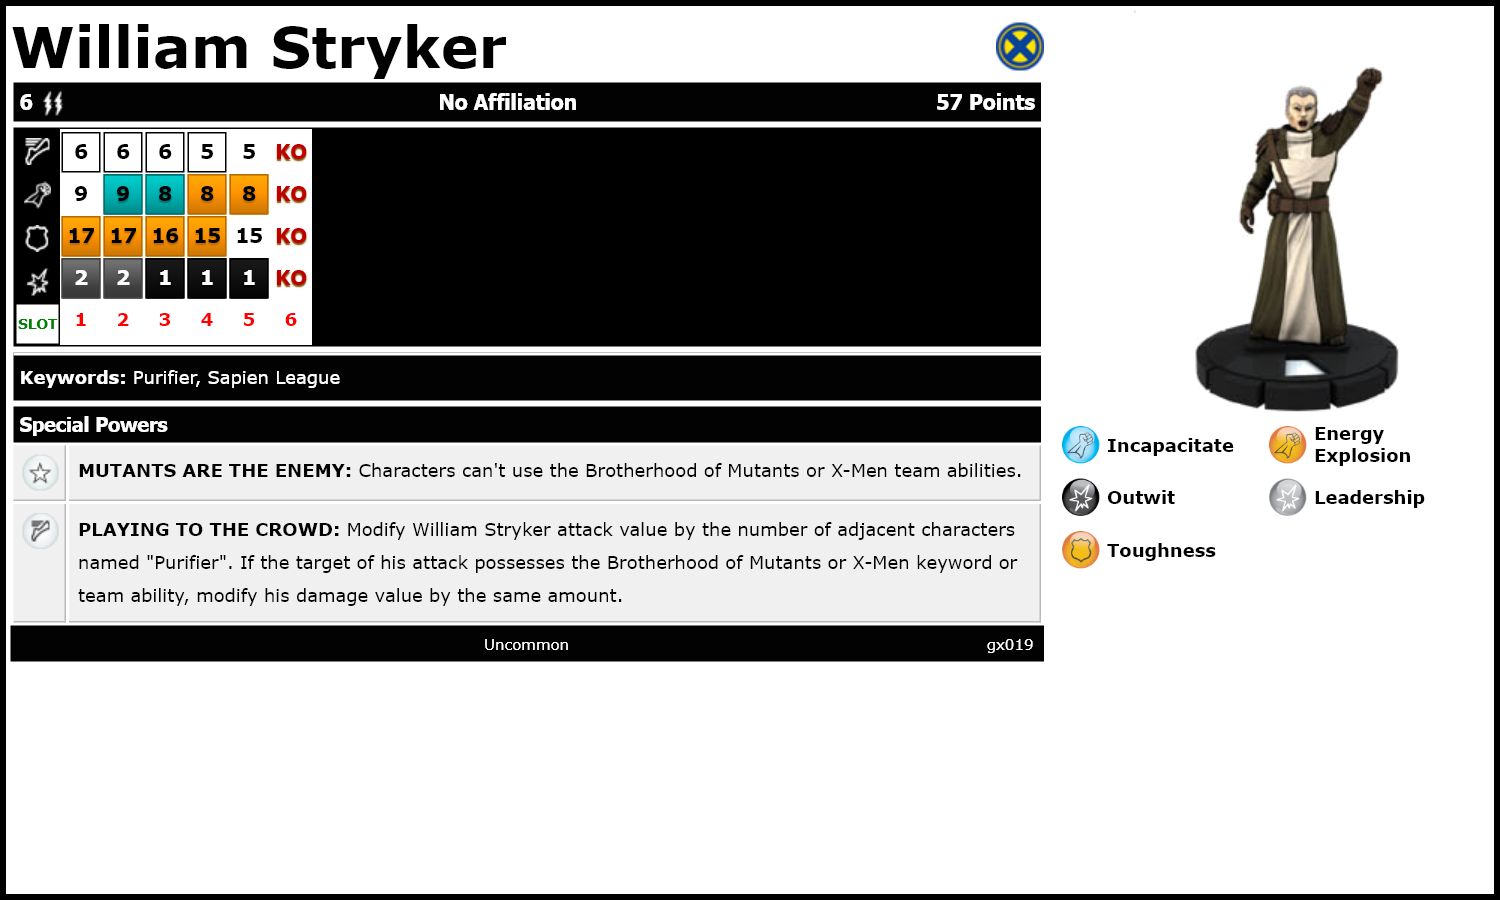 William Stryker
6 No Affiliation 57 Points
6 6 6 5 5 KO
9 9 8 8 8 KO
17 17 16 15 15 KO
2 2 1 1 1 KO
SLOT 1 2 3 4 5 6
Keywords: Purifier, Sapien League
Special Powers
MUTANTS ARE THE ENEMY: Characters can't use the Brotherhood of Mutants or X-Men team abilities.
PLAYING TO THE CROWD: Modify William Stryker attack value by the number of adjacent characters
named "Purifier". If the target of his attack possesses the Brotherhood of Mutants or X-Men keyword or
team ability, modify his damage value by the same amount.
Uncommon gx019
Incapacitate
Energy
Explosion
Outwit
Leadership
Toughness